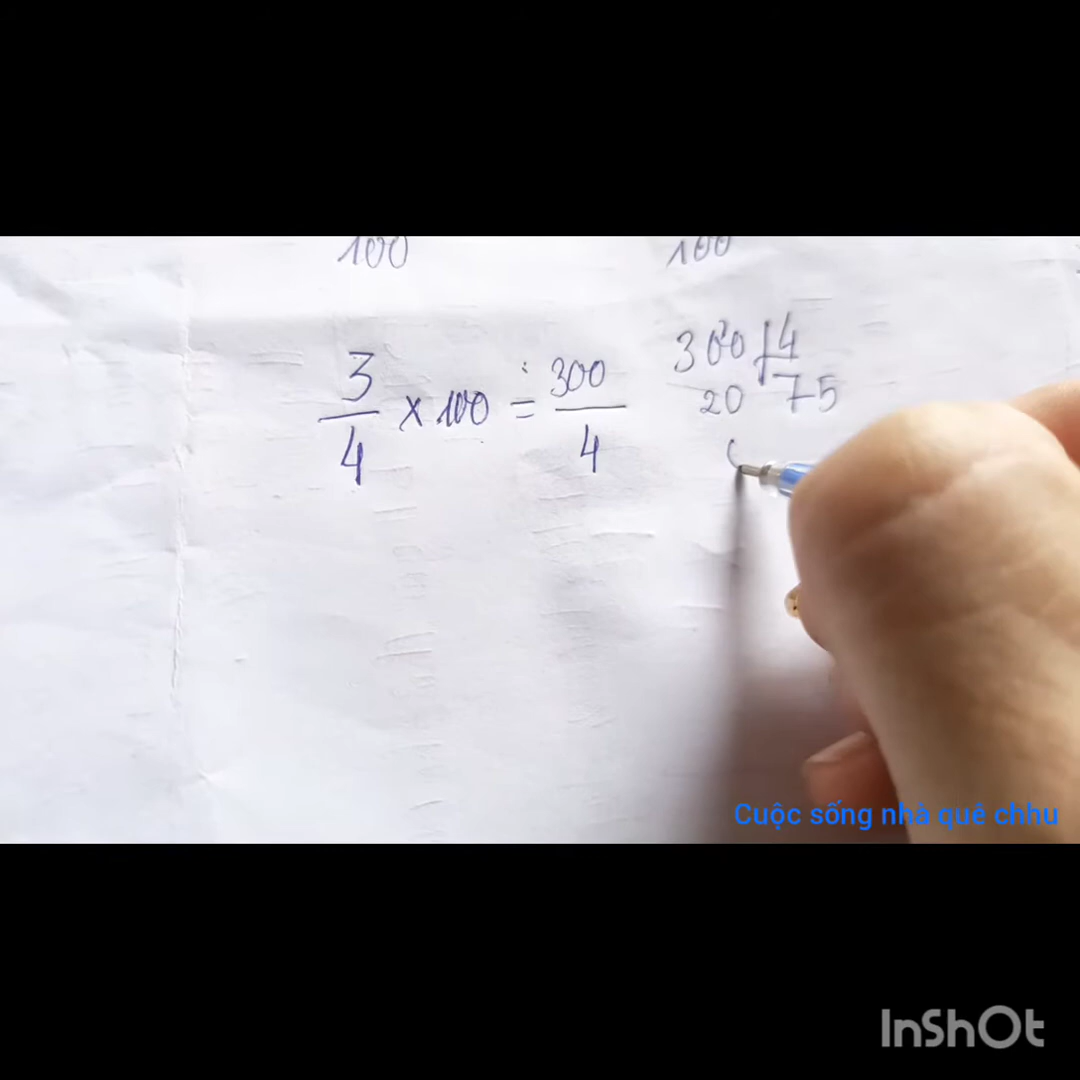 100 100
3/4 × 100 = 300/4
300 4
20 75
Cuộc sống nhà quê chhu
InShOt